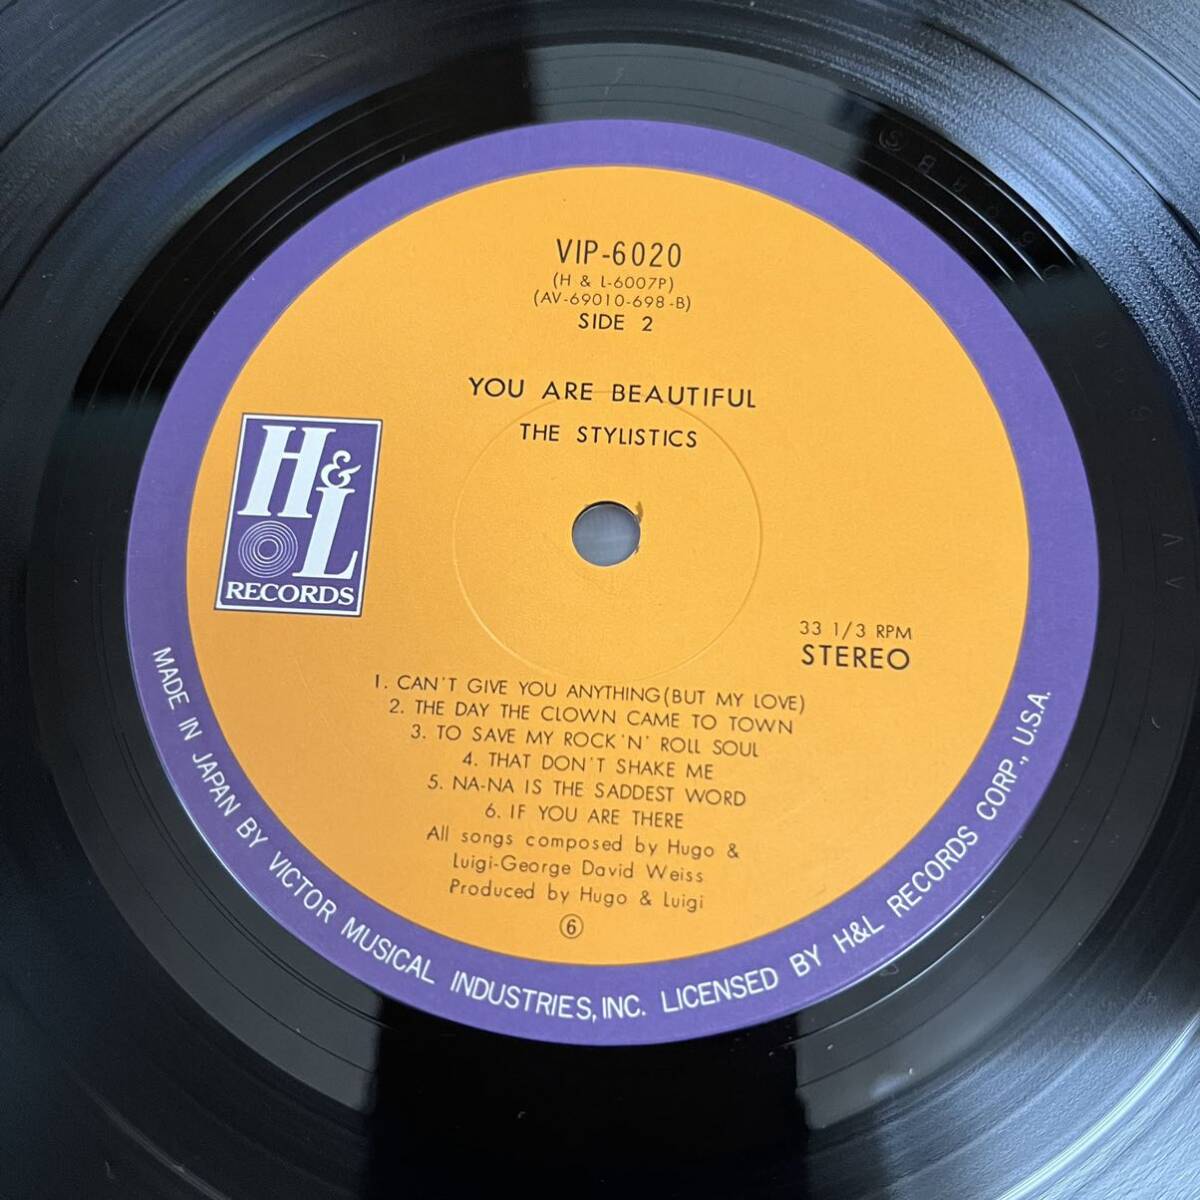 VIP-6020
(H & L-6007P)
(AV-69010-698-B)
SIDE 2
YOU ARE BEAUTIFUL
THE STYLISTICS
H&L
RECORDS
33 1/3 RPM
STEREO
1. CAN'T GIVE YOU ANYTHING(BUT MY LOVE)
2. THE DAY THE CLOWN CAME TO TOWN
3. TO SAVE MY ROCK'N' ROLL SOUL
4. THAT DON'T SHAKE ME
5. NA-NA IS THE SADDEST WORD
6. IF YOU ARE THERE
All songs composed by Hugo &
Luigi-George David Weiss
Produced by Hugo & Luigi
⑥
MADE IN JAPAN BY VICTOR MUSICAL INDUSTRIES, INC. LICENSED BY H&L RECORDS CORP., U.S.A.